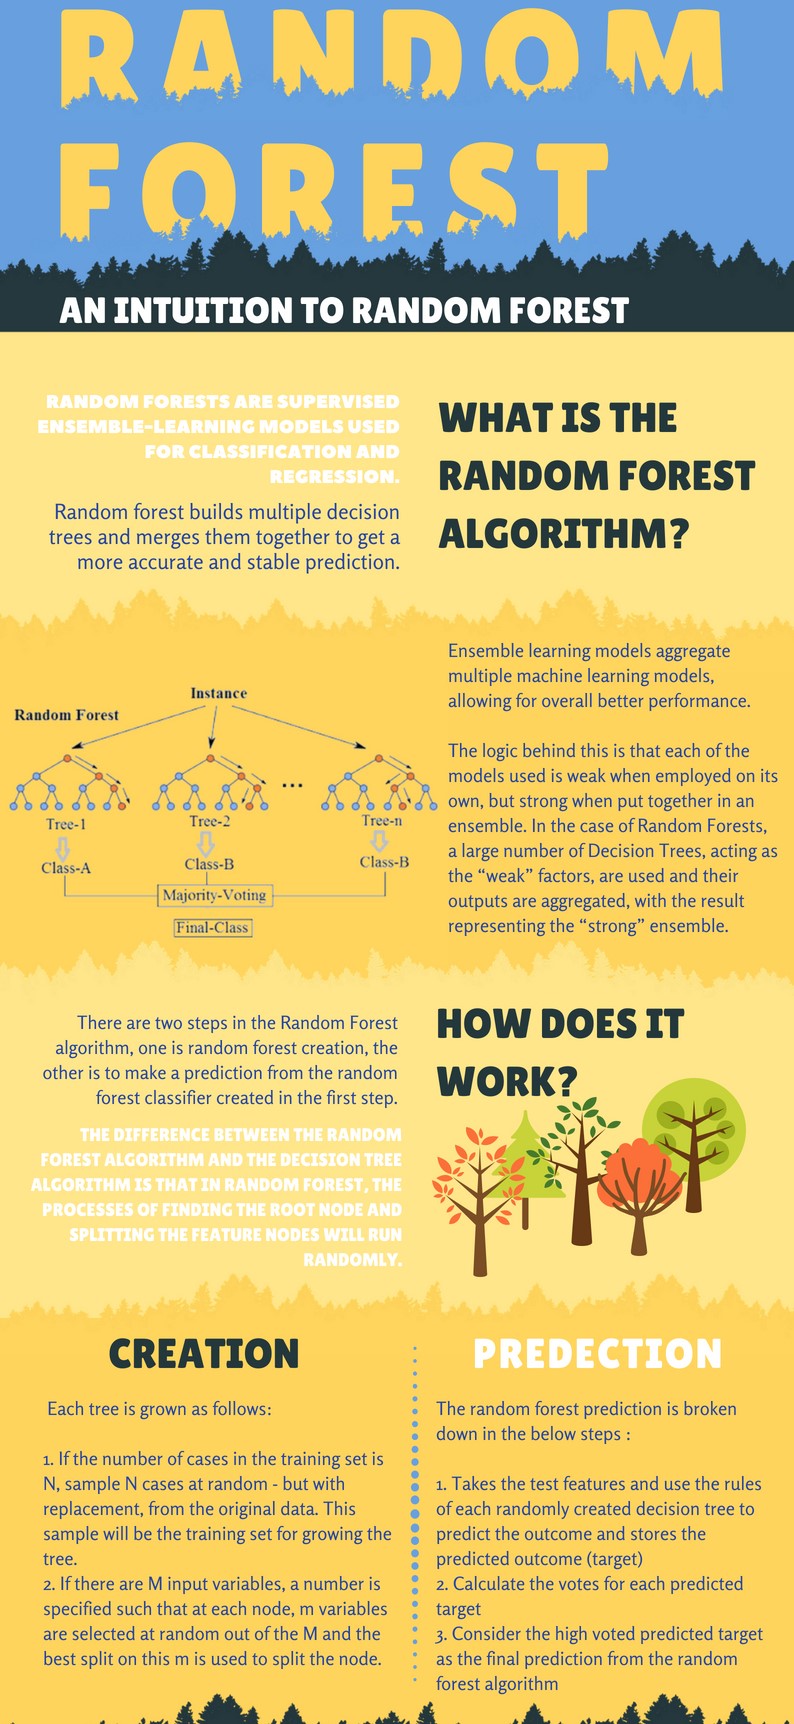 RANDOM
FOREST
AN INTUITION TO RANDOM FOREST
RANDOM FORESTS ARE SUPERVISED
ENSEMBLE-LEARNING MODELS USED
FOR CLASSIFICATION AND
REGRESSION.
Random forest builds multiple decision
trees and merges them together to get a
more accurate and stable prediction.
WHAT IS THE
RANDOM FOREST
ALGORITHM?
Instance
Random Forest
...
Tree-1
Tree-2
Tree-n
Class-A
Class-B
Class-B
Majority-Voting
Final-Class
Ensemble learning models aggregate
multiple machine learning models,
allowing for overall better performance.
The logic behind this is that each of the
models used is weak when employed on its
own, but strong when put together in an
ensemble. In the case of Random Forests,
a large number of Decision Trees, acting as
the “weak” factors, are used and their
outputs are aggregated, with the result
representing the “strong” ensemble.
There are two steps in the Random Forest
algorithm, one is random forest creation, the
other is to make a prediction from the random
forest classifier created in the first step.
THE DIFFERENCE BETWEEN THE RANDOM
FOREST ALGORITHM AND THE DECISION TREE
ALGORITHM IS THAT IN RANDOM FOREST, THE
PROCESSES OF FINDING THE ROOT NODE AND
SPLITTING THE FEATURE NODES WILL RUN
RANDOMLY.
HOW DOES IT
WORK?
CREATION
Each tree is grown as follows:
1. If the number of cases in the training set is
N, sample N cases at random - but with
replacement, from the original data. This
sample will be the training set for growing the
tree.
2. If there are M input variables, a number is
specified such that at each node, m variables
are selected at random out of the M and the
best split on this m is used to split the node.
PREDECTION
The random forest prediction is broken
down in the below steps :
1. Takes the test features and use the rules
of each randomly created decision tree to
predict the outcome and stores the
predicted outcome (target)
2. Calculate the votes for each predicted
target
3. Consider the high voted predicted target
as the final prediction from the random
forest algorithm